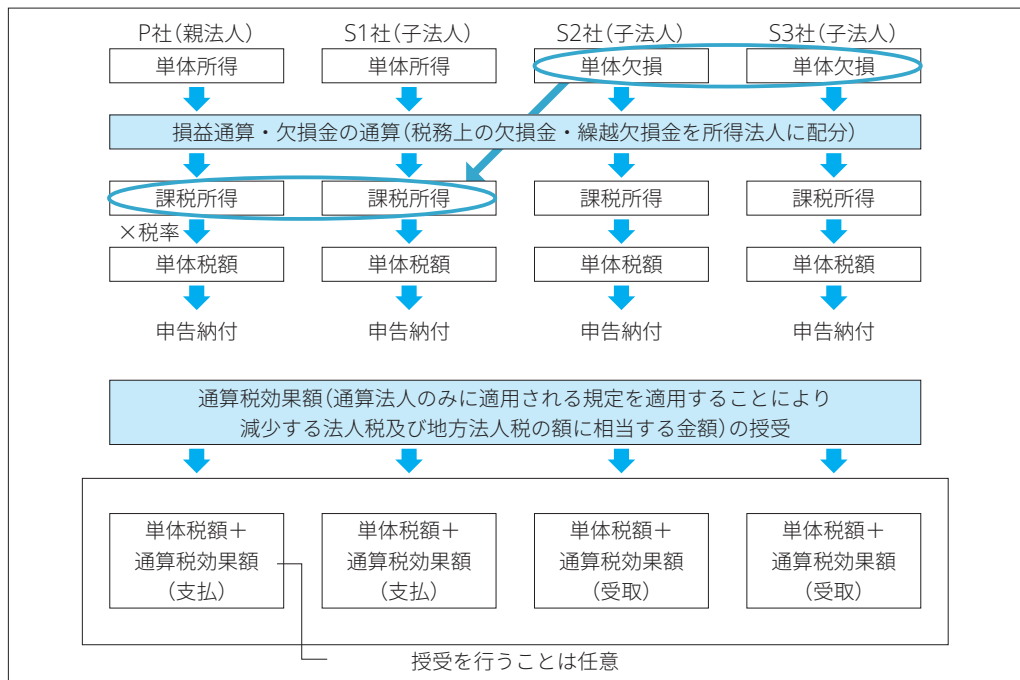 P社(親法人) S1社(子法人) S2社(子法人) S3社(子法人)
単体所得 単体所得 単体欠損 単体欠損
損益通算・欠損金の通算(税務上の欠損金・繰越欠損金を所得法人に配分)
課税所得 課税所得 課税所得 課税所得
×税率
単体税額 単体税額 単体税額 単体税額
申告納付 申告納付 申告納付 申告納付
通算税効果額(通算法人のみに適用される規定を適用することにより
減少する法人税及び地方法人税の額に相当する金額)の授受
単体税額＋ 単体税額＋ 単体税額＋ 単体税額＋
通算税効果額 通算税効果額 通算税効果額 通算税効果額
(支払) (支払) (受取) (受取)
授受を行うことは任意